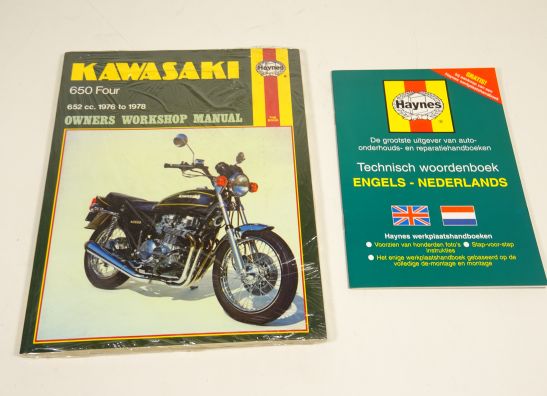 KAWASAKI
Haynes
650 Four
652 cc. 1976 to 1978
OWNERS WORKSHOP MANUAL
GRATIS!
Haynes
De grootste uitgever van auto-
onderhouds- en reparatiehandboeken
Technisch woordenboek
ENGELS - NEDERLANDS
Haynes werkplaatshandboeken
Voorzien van honderden foto's Stap-voor-stap
instrukties
Het enige werkplaatshandboek gebaseerd op de
volledige de-montage en montage